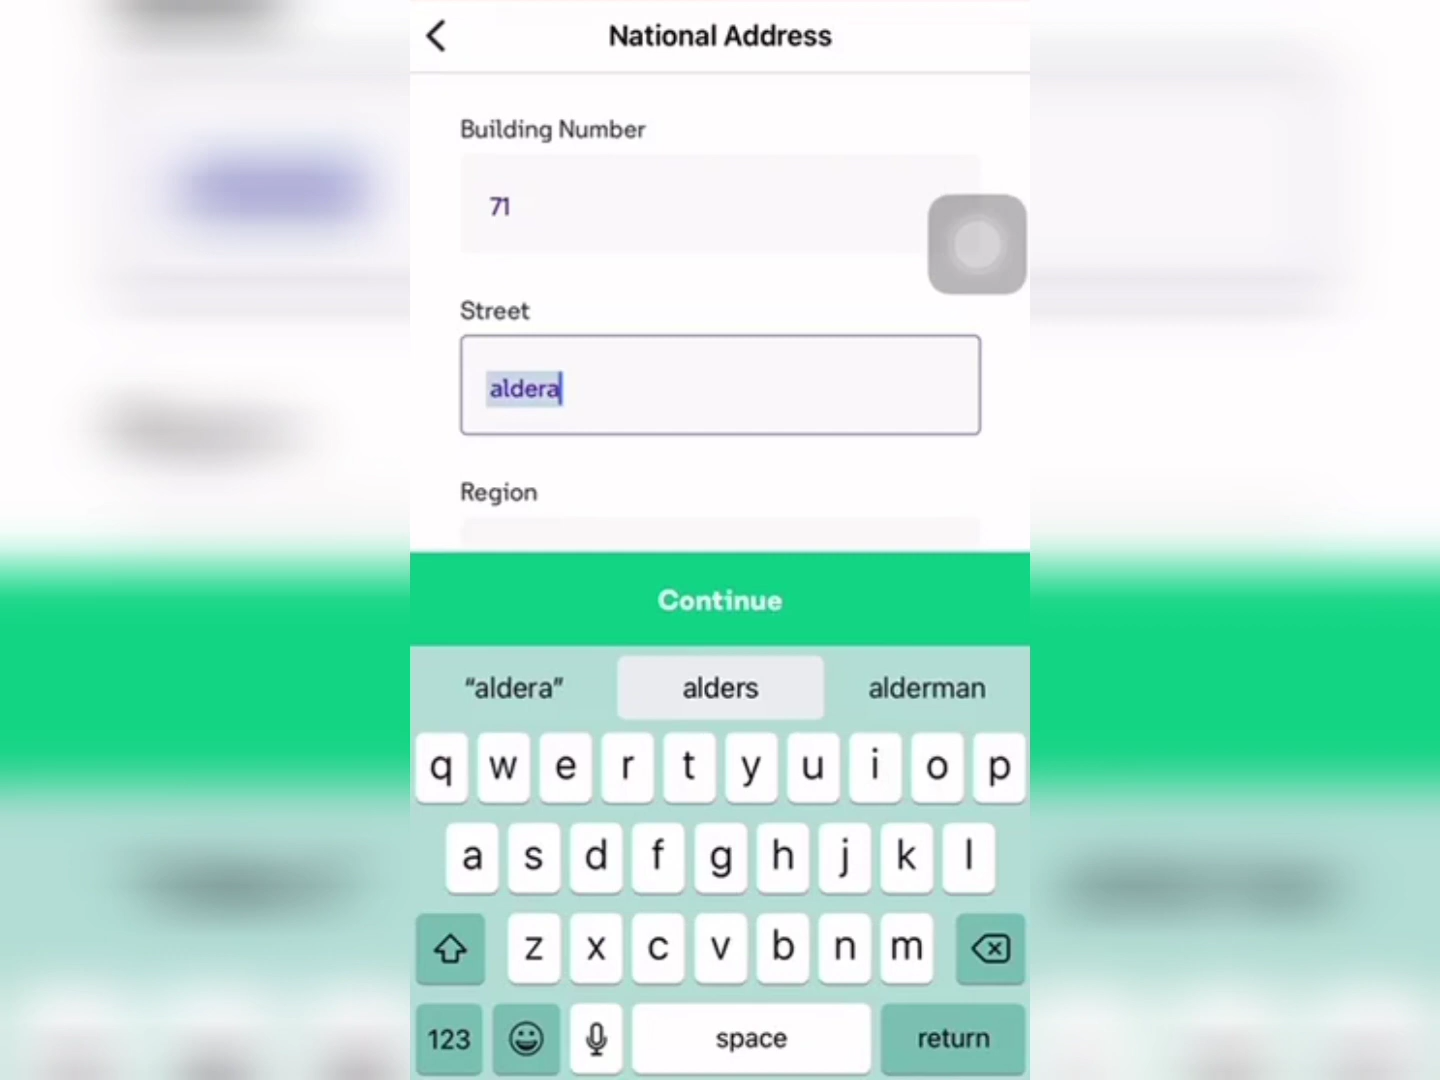 National Address
Building Number
71
Street
aldera
Region
Continue
“aldera” alders alderman
q w e r t y u i o p
a s d f g h j k l
z x c v b n m
123 space return